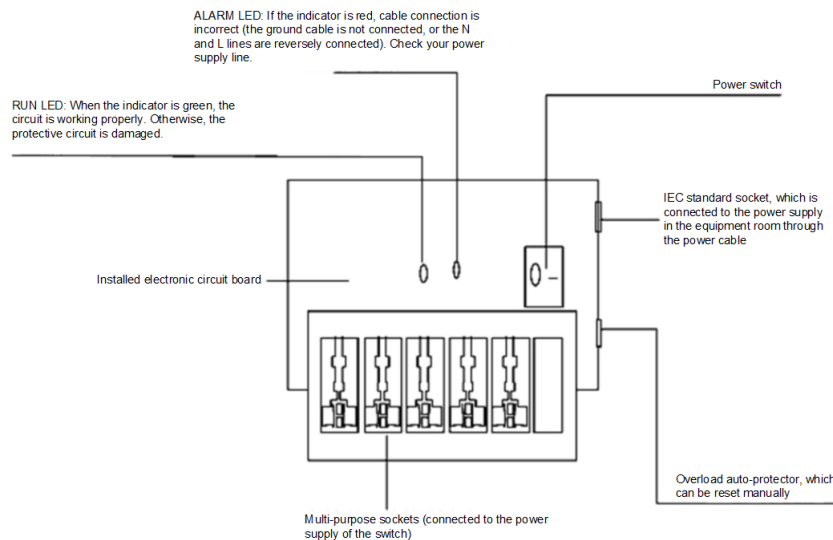 ALARM LED: If the indicator is red, cable connection is
incorrect (the ground cable is not connected, or the N
and L lines are reversely connected). Check your power
supply line.
Power switch
RUN LED: When the indicator is green, the
circuit is working properly. Otherwise, the
protective circuit is damaged.
IEC standard socket, which is
connected to the power supply
in the equipment room through
the power cable
Installed electronic circuit board
Overload auto-protector, which
can be reset manually
Multi-purpose sockets (connected to the power
supply of the switch)